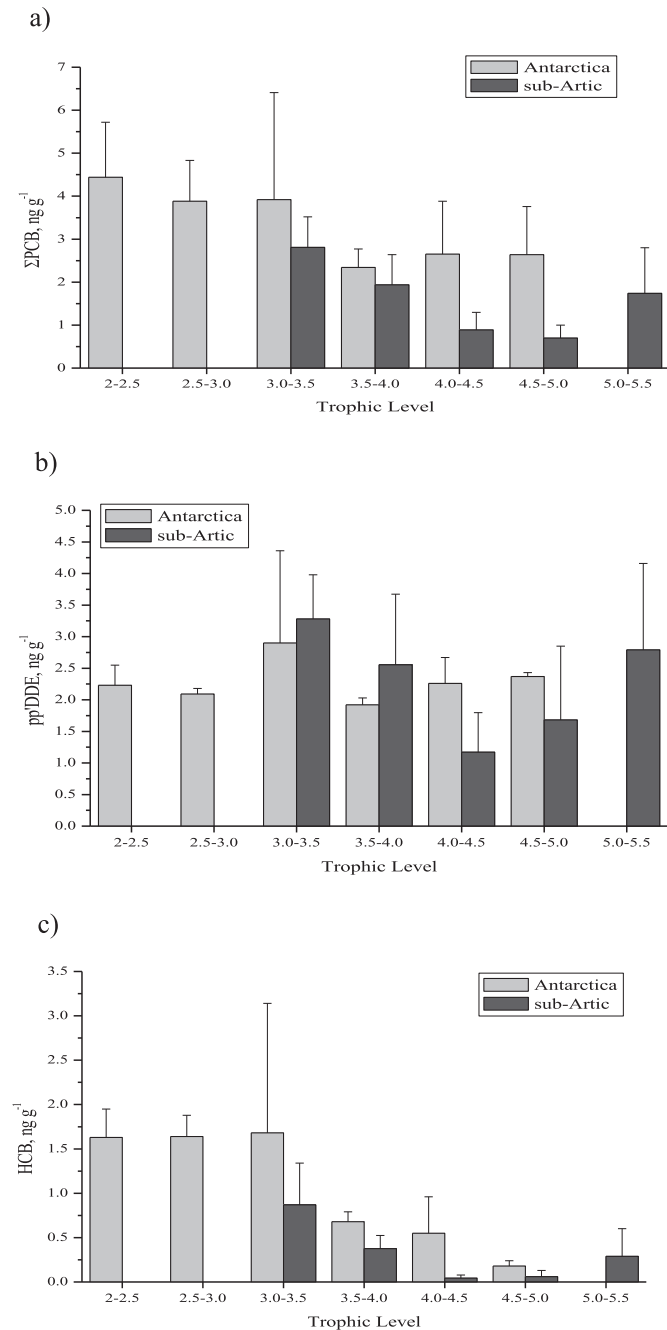 a)
7
6
5
4
3
2
1
0
ΣPCB, ng g⁻¹
Antarctica
sub-Artic
2-2.5 2.5-3.0 3.0-3.5 3.5-4.0 4.0-4.5 4.5-5.0 5.0-5.5
Trophic Level
b)
5.0
4.5
4.0
3.5
3.0
2.5
2.0
1.5
1.0
0.5
0.0
pp'DDE, ng g⁻¹
Antarctica
sub-Artic
2-2.5 2.5-3.0 3.0-3.5 3.5-4.0 4.0-4.5 4.5-5.0 5.0-5.5
Trophic Level
c)
3.5
3.0
2.5
2.0
1.5
1.0
0.5
0.0
HCB, ng g⁻¹
Antarctica
sub-Artic
2-2.5 2.5-3.0 3.0-3.5 3.5-4.0 4.0-4.5 4.5-5.0 5.0-5.5
Trophic Level